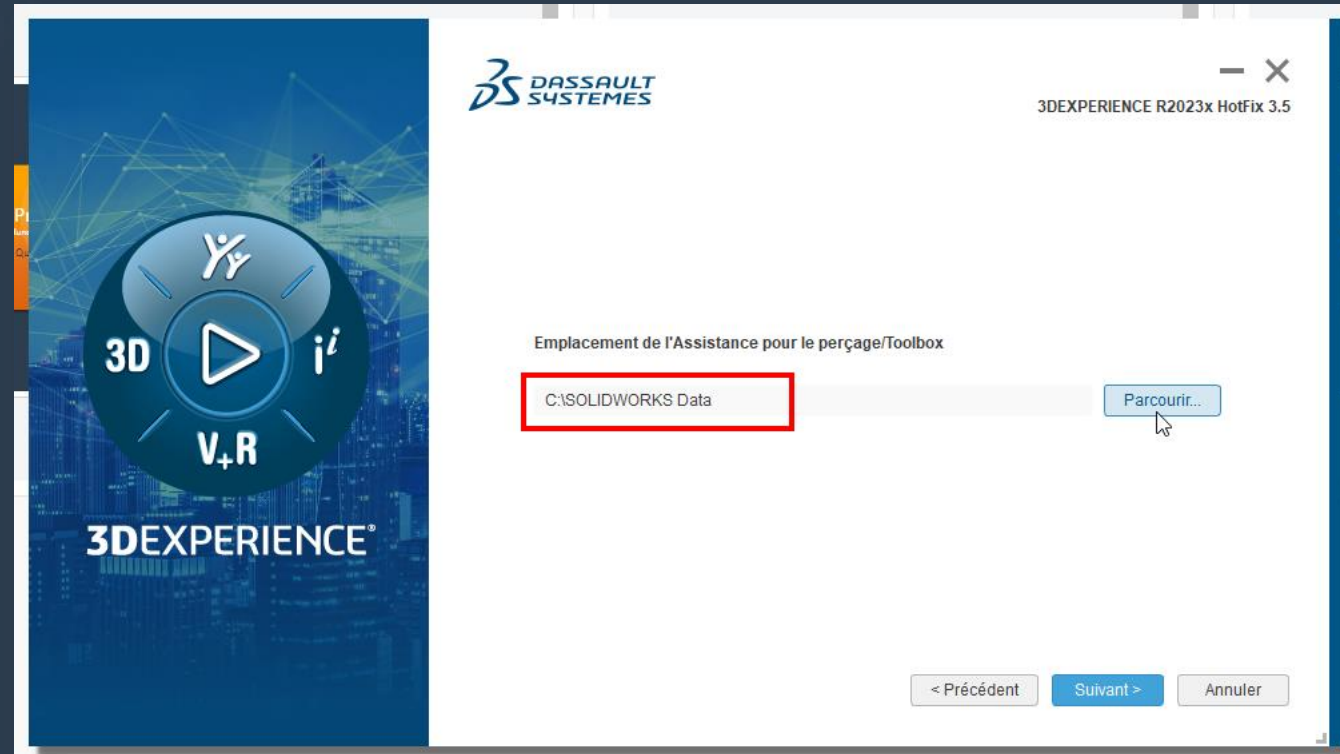 DASSAULT
SYSTEMES
3DEXPERIENCE R2023x HotFix 3.5
3D
i i
V+R
3DEXPERIENCE®
Emplacement de l'Assistance pour le perçage/Toolbox
C:\SOLIDWORKS Data
Parcourir...
< Précédent
Suivant >
Annuler